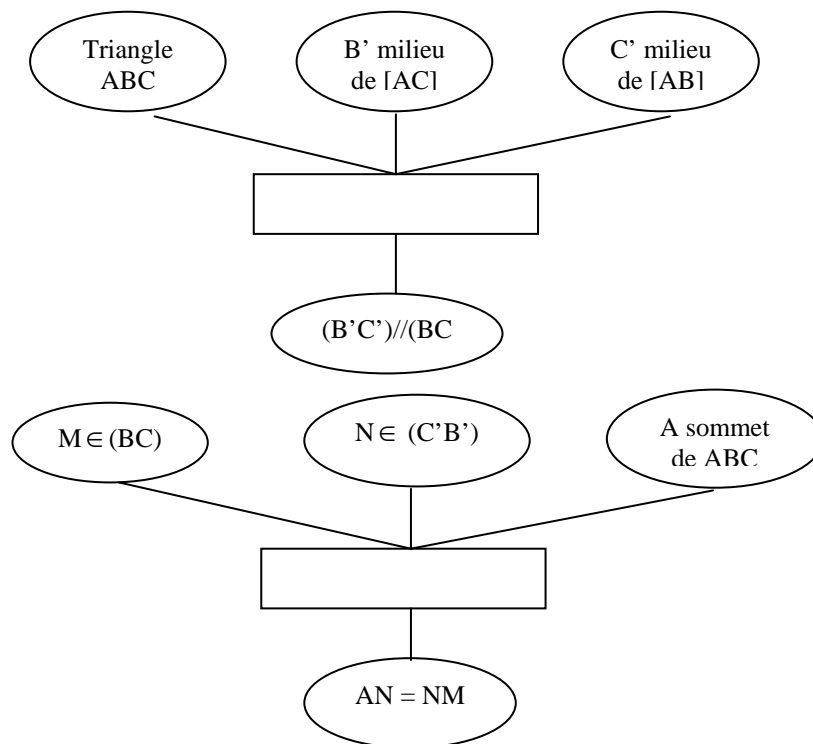 Triangle
ABC
B’ milieu
de [AC]
C’ milieu
de [AB]
(B’C’)//(BC
M ∈ (BC)
N ∈ (C’B’)
A sommet
de ABC
AN = NM